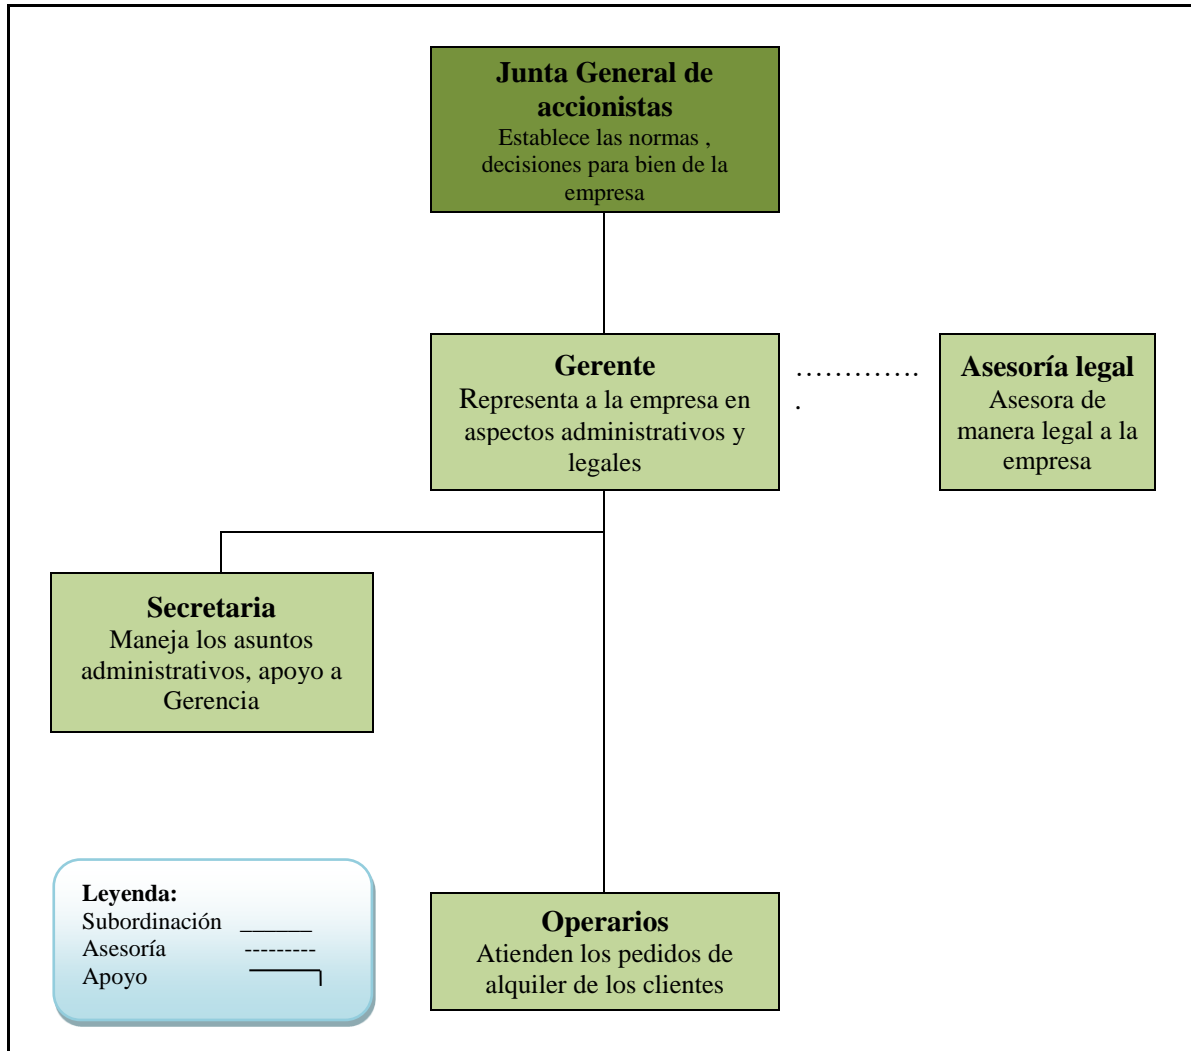 Junta General de
accionistas
Establece las normas ,
decisiones para bien de la
empresa
Gerente
Representa a la empresa en
aspectos administrativos y
legales
………….
.
Asesoría legal
Asesora de
manera legal a la
empresa
Secretaria
Maneja los asuntos
administrativos, apoyo a
Gerencia
Leyenda:
Subordinación ______
Asesoría ---------
Apoyo
Operarios
Atienden los pedidos de
alquiler de los clientes